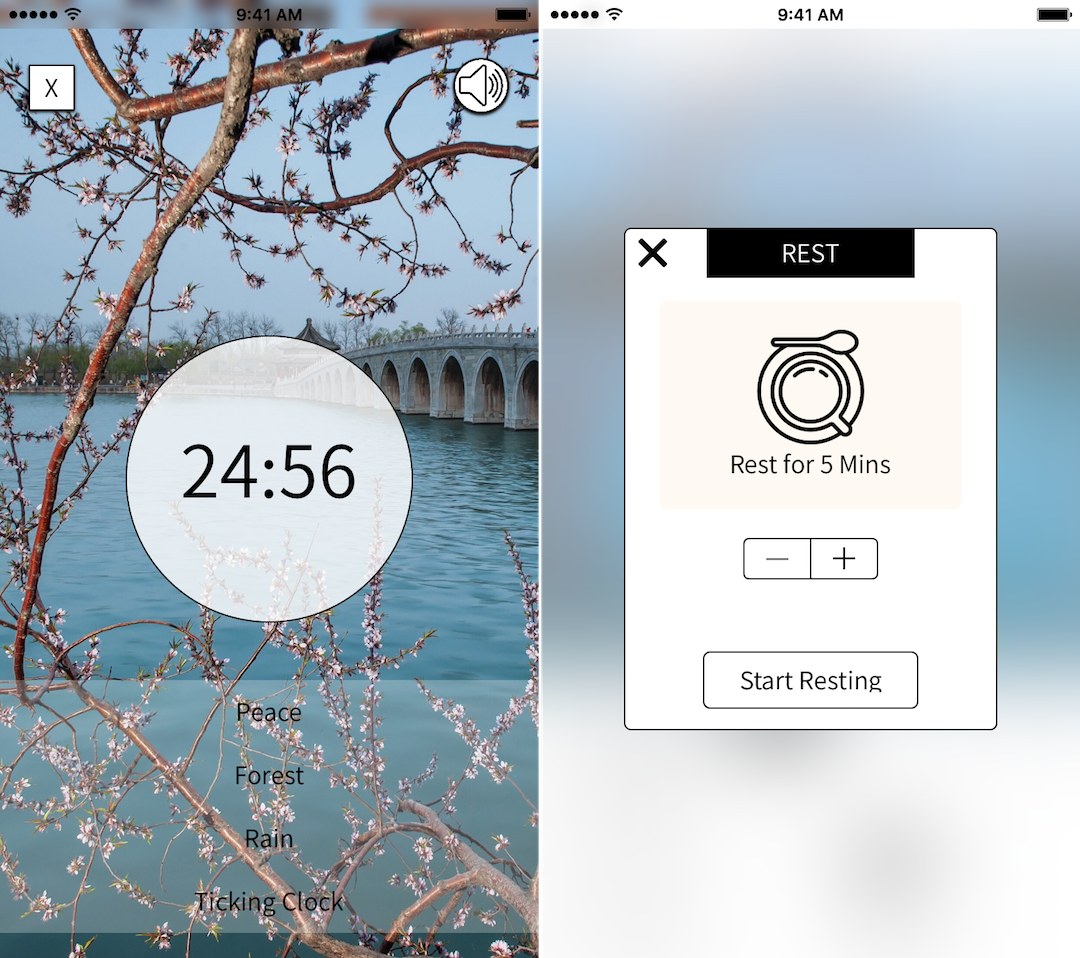 9:41 AM
X
24:56
Peace
Forest
Rain
Ticking Clock
9:41 AM
REST
Rest for 5 Mins
Start Resting